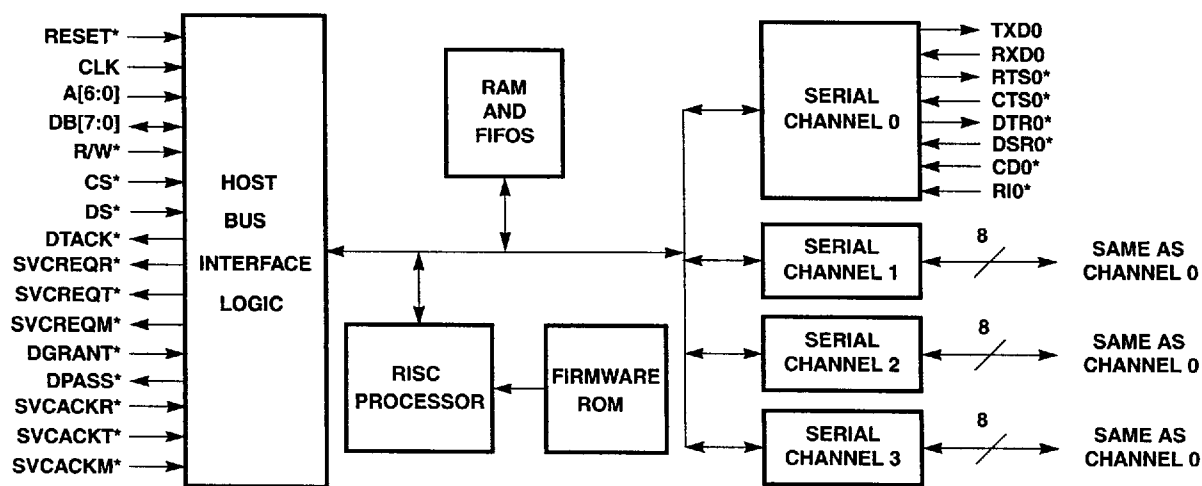 RESET*
CLK
A[6:0]
DB[7:0]
R/W*
CS*
DS*
DTACK*
SVCREQR*
SVCREQT*
SVCREQM*
DGRANT*
DPASS*
SVCACKR*
SVCACKT*
SVCACKM*
HOST
BUS
INTERFACE
LOGIC
RAM
AND
FIFOS
RISC
PROCESSOR
FIRMWARE
ROM
SERIAL
CHANNEL 0
TXD0
RXD0
RTS0*
CTS0*
DTR0*
DSR0*
CD0*
RI0*
SERIAL
CHANNEL 1
8
SAME AS
CHANNEL 0
SERIAL
CHANNEL 2
8
SAME AS
CHANNEL 0
SERIAL
CHANNEL 3
8
SAME AS
CHANNEL 0